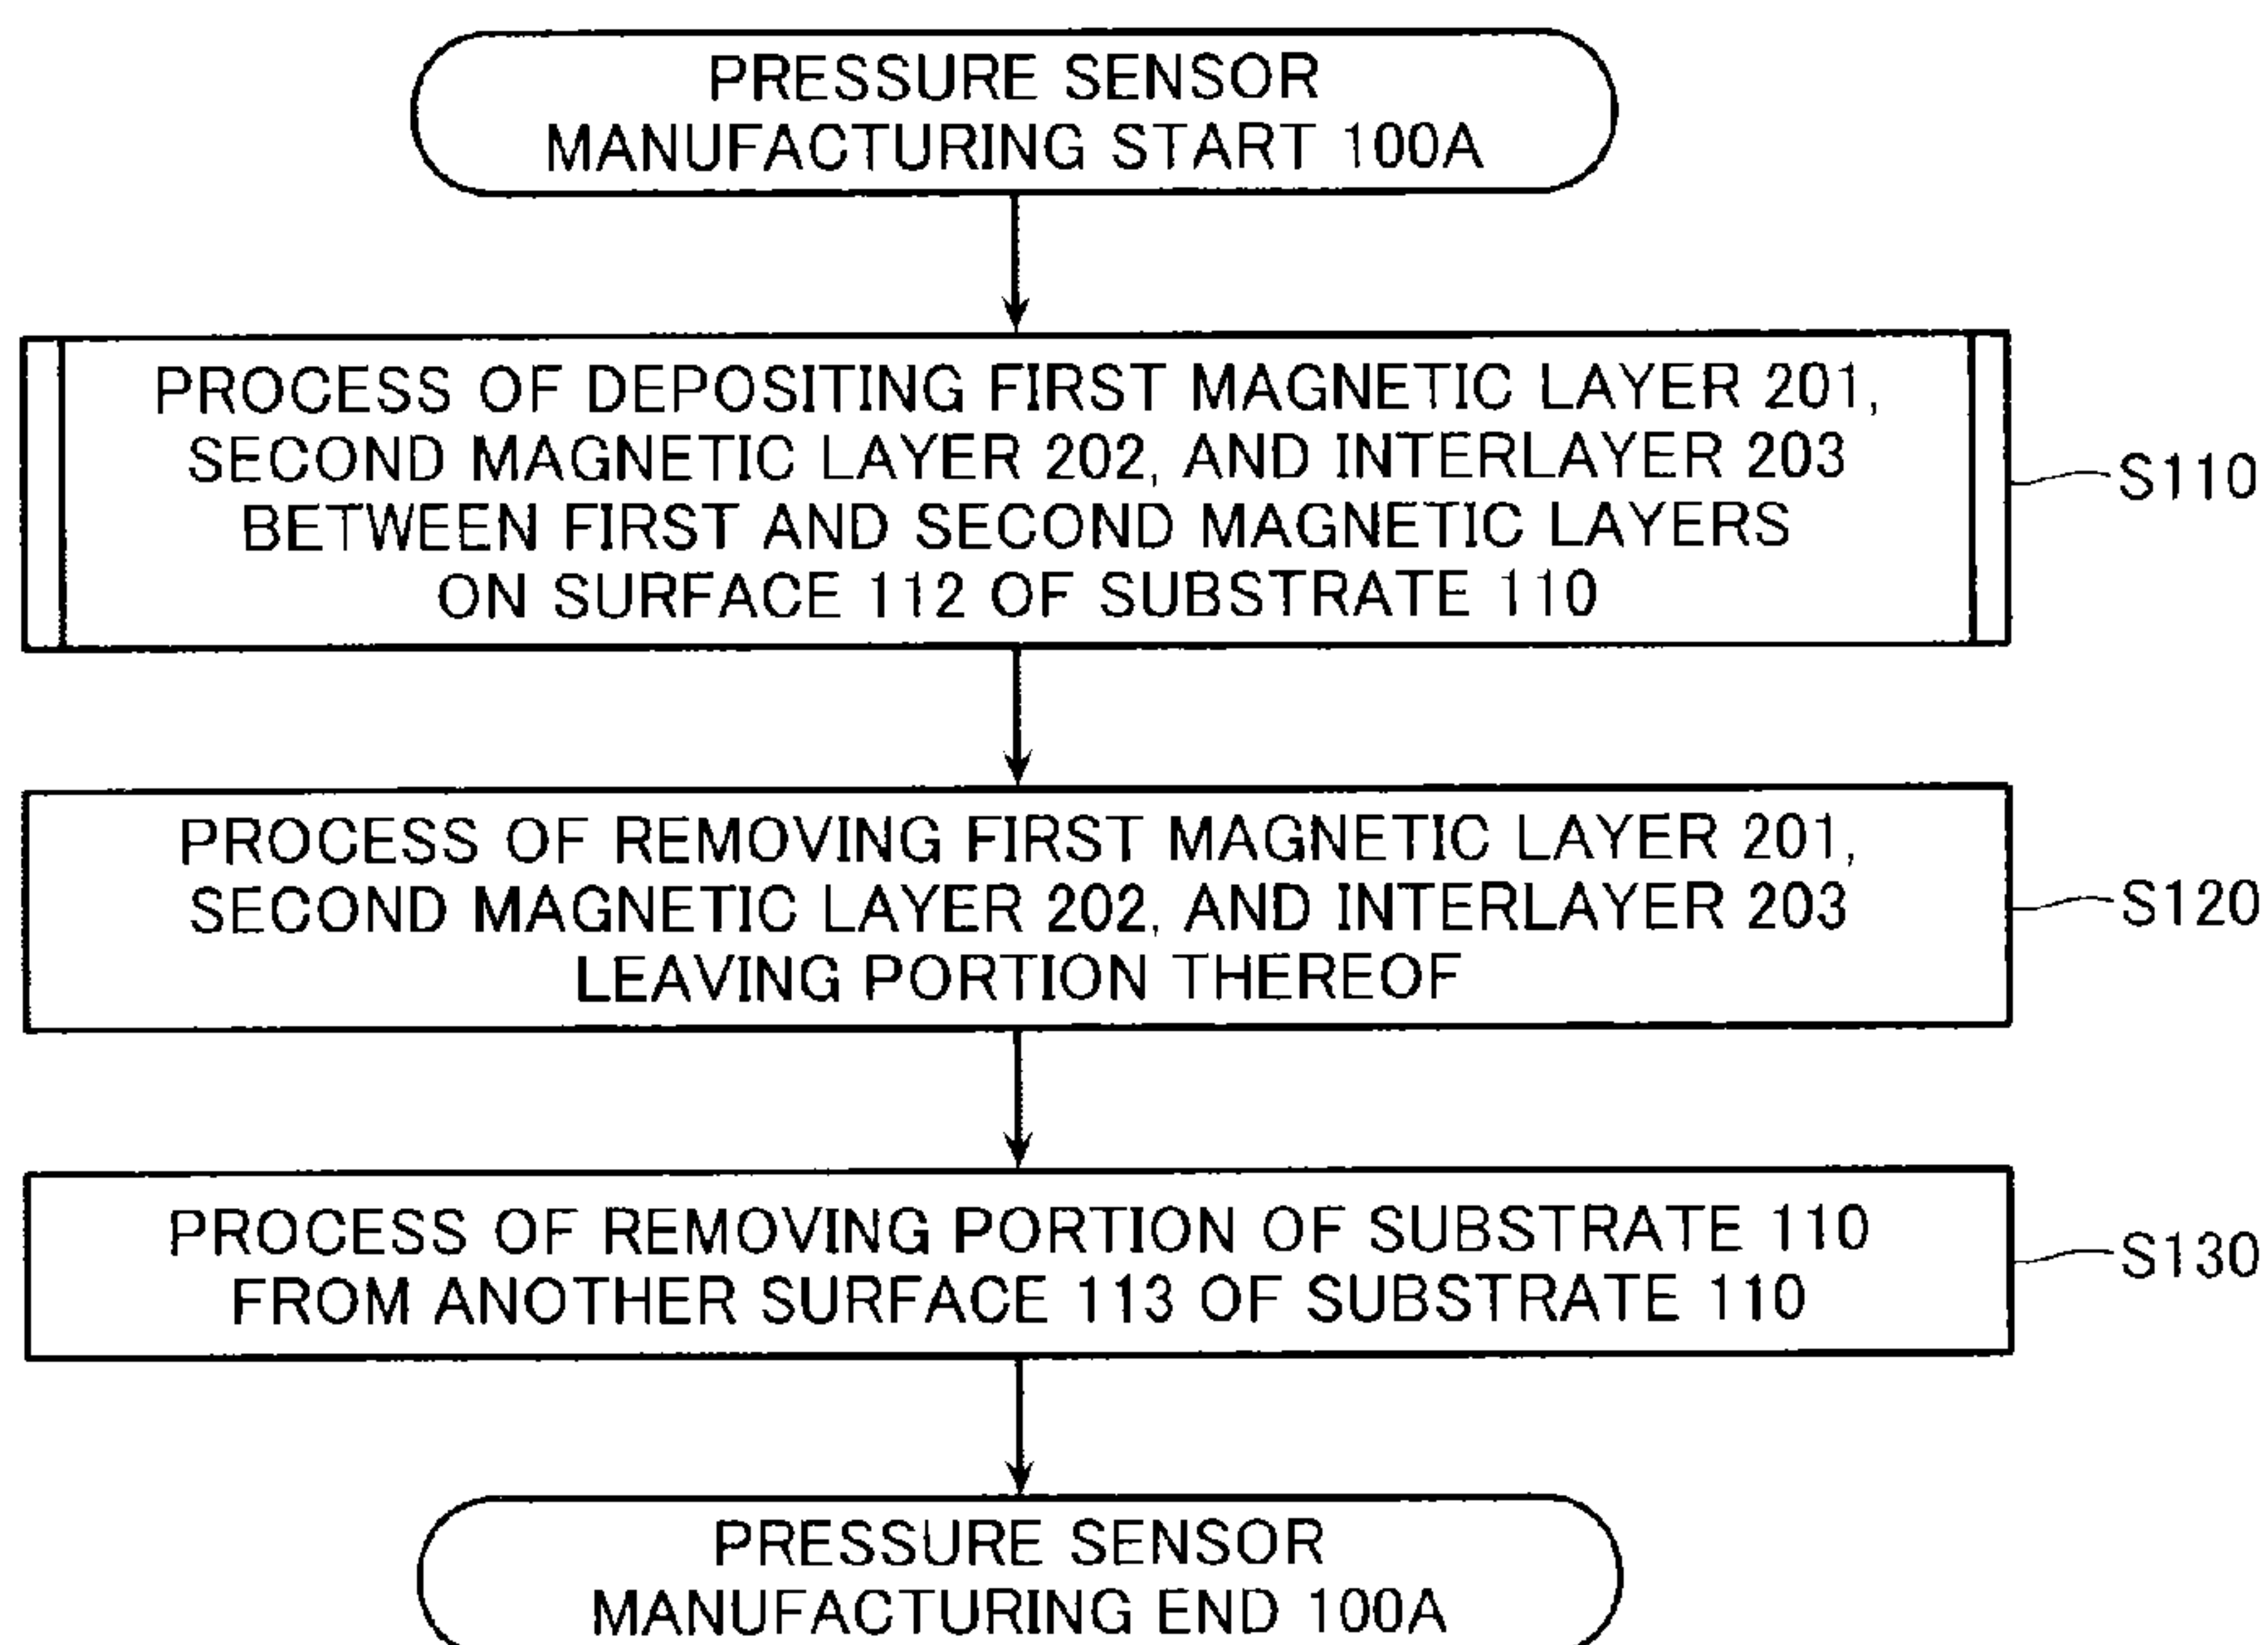 PRESSURE SENSOR
MANUFACTURING START 100A
PROCESS OF DEPOSITING FIRST MAGNETIC LAYER 201,
SECOND MAGNETIC LAYER 202, AND INTERLAYER 203
BETWEEN FIRST AND SECOND MAGNETIC LAYERS
ON SURFACE 112 OF SUBSTRATE 110
S110
PROCESS OF REMOVING FIRST MAGNETIC LAYER 201,
SECOND MAGNETIC LAYER 202, AND INTERLAYER 203
LEAVING PORTION THEREOF
S120
PROCESS OF REMOVING PORTION OF SUBSTRATE 110
FROM ANOTHER SURFACE 113 OF SUBSTRATE 110
S130
PRESSURE SENSOR
MANUFACTURING END 100A